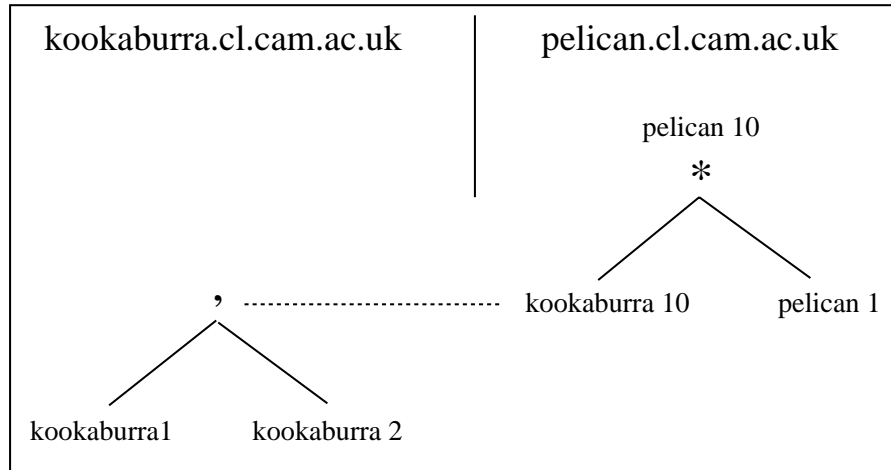 kookaburra.cl.cam.ac.uk pelican.cl.cam.ac.uk
pelican 10
*
,
kookaburra 10 pelican 1
kookaburra1 kookaburra 2